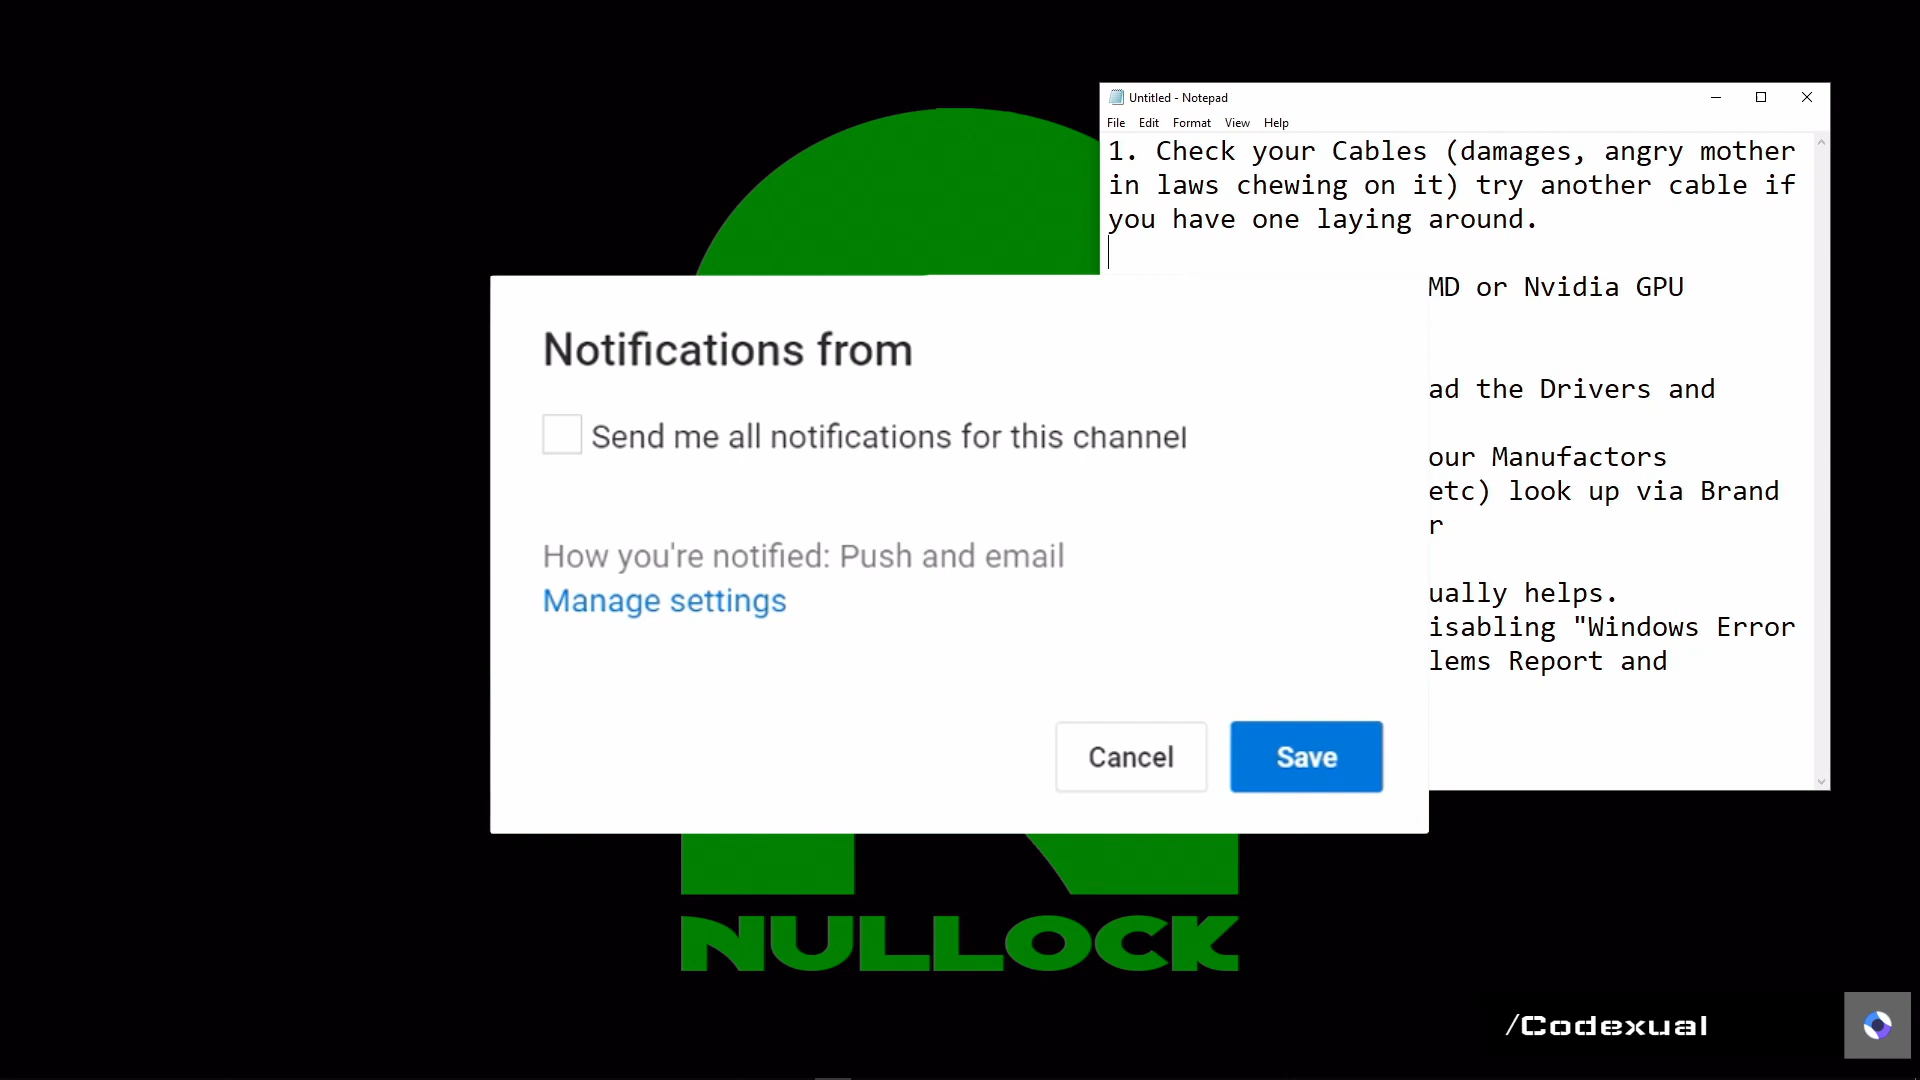 Untitled - Notepad
File Edit Format View Help
1. Check your Cables (damages, angry mother
in laws chewing on it) try another cable if
you have one laying around.
MD or Nvidia GPU
ad the Drivers and
our Manufactors
etc) look up via Brand
r
ually helps.
isabling "Windows Error
lems Report and
Notifications from
Send me all notifications for this channel
How you're notified: Push and email
Manage settings
Cancel Save
NULLOCK
/Codexual